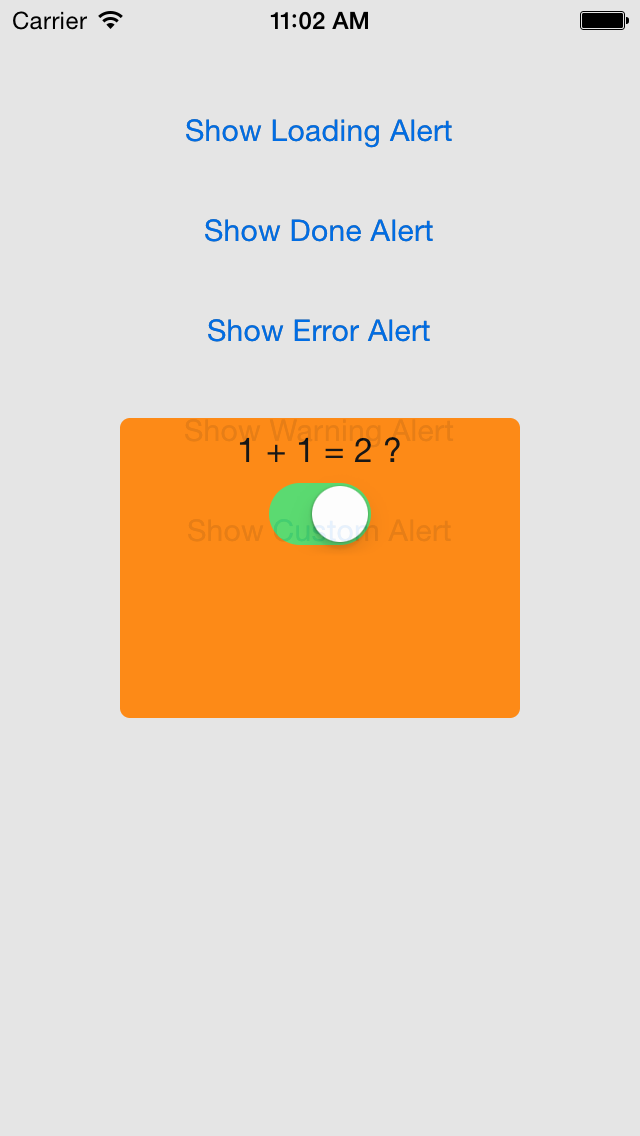 Carrier 11:02 AM
Show Loading Alert
Show Done Alert
Show Error Alert
Show Warning Alert
1 + 1 = 2 ?
Show Custom Alert